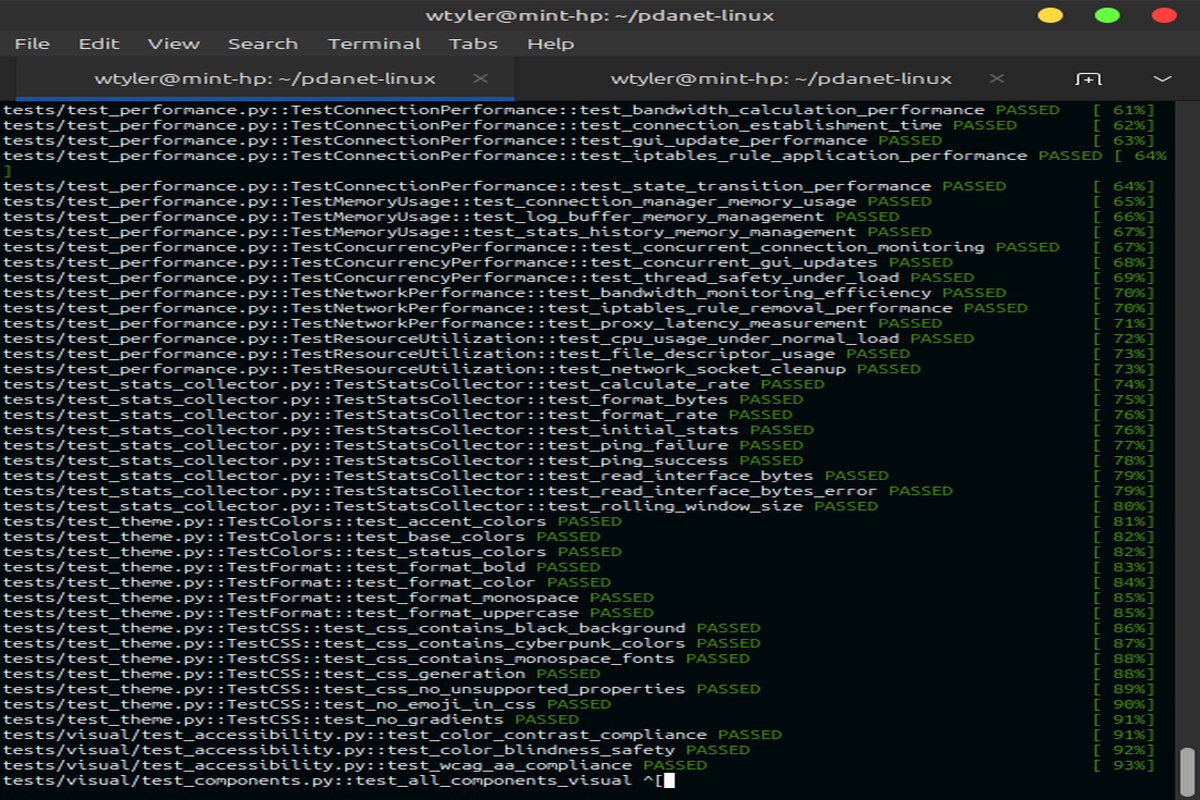 wtyler@mint-hp: ~/pdanet-linux
File Edit View Search Terminal Tabs Help
wtyler@mint-hp: ~/pdanet-linux × wtyler@mint-hp: ~/pdanet-linux ×
tests/test_performance.py::TestConnectionPerformance::test_bandwidth_calculation_performance PASSED [ 61%]
tests/test_performance.py::TestConnectionPerformance::test_connection_establishment_time PASSED [ 62%]
tests/test_performance.py::TestConnectionPerformance::test_gui_update_performance PASSED [ 63%]
tests/test_performance.py::TestConnectionPerformance::test_iptables_rule_application_performance PASSED [ 64%
]
tests/test_performance.py::TestConnectionPerformance::test_state_transition_performance PASSED [ 64%]
tests/test_performance.py::TestMemoryUsage::test_connection_manager_memory_usage PASSED [ 65%]
tests/test_performance.py::TestMemoryUsage::test_log_buffer_memory_management PASSED [ 66%]
tests/test_performance.py::TestMemoryUsage::test_stats_history_memory_management PASSED [ 67%]
tests/test_performance.py::TestConcurrencyPerformance::test_concurrent_connection_monitoring PASSED [ 67%]
tests/test_performance.py::TestConcurrencyPerformance::test_concurrent_gui_updates PASSED [ 68%]
tests/test_performance.py::TestConcurrencyPerformance::test_thread_safety_under_load PASSED [ 69%]
tests/test_performance.py::TestNetworkPerformance::test_bandwidth_monitoring_efficiency PASSED [ 70%]
tests/test_performance.py::TestNetworkPerformance::test_iptables_rule_removal_performance PASSED [ 70%]
tests/test_performance.py::TestNetworkPerformance::test_proxy_latency_measurement PASSED [ 71%]
tests/test_performance.py::TestResourceUtilization::test_cpu_usage_under_normal_load PASSED [ 72%]
tests/test_performance.py::TestResourceUtilization::test_file_descriptor_usage PASSED [ 73%]
tests/test_performance.py::TestResourceUtilization::test_network_socket_cleanup PASSED [ 73%]
tests/test_stats_collector.py::TestStatsCollector::test_calculate_rate PASSED [ 74%]
tests/test_stats_collector.py::TestStatsCollector::test_format_bytes PASSED [ 75%]
tests/test_stats_collector.py::TestStatsCollector::test_format_rate PASSED [ 76%]
tests/test_stats_collector.py::TestStatsCollector::test_initial_stats PASSED [ 76%]
tests/test_stats_collector.py::TestStatsCollector::test_ping_failure PASSED [ 77%]
tests/test_stats_collector.py::TestStatsCollector::test_ping_success PASSED [ 78%]
tests/test_stats_collector.py::TestStatsCollector::test_read_interface_bytes PASSED [ 79%]
tests/test_stats_collector.py::TestStatsCollector::test_read_interface_bytes_error PASSED [ 79%]
tests/test_stats_collector.py::TestStatsCollector::test_rolling_window_size PASSED [ 80%]
tests/test_theme.py::TestColors::test_accent_colors PASSED [ 81%]
tests/test_theme.py::TestColors::test_base_colors PASSED [ 82%]
tests/test_theme.py::TestColors::test_status_colors PASSED [ 82%]
tests/test_theme.py::TestFormat::test_format_bold PASSED [ 83%]
tests/test_theme.py::TestFormat::test_format_color PASSED [ 84%]
tests/test_theme.py::TestFormat::test_format_monospace PASSED [ 85%]
tests/test_theme.py::TestFormat::test_format_uppercase PASSED [ 85%]
tests/test_theme.py::TestCSS::test_css_contains_black_background PASSED [ 86%]
tests/test_theme.py::TestCSS::test_css_contains_cyberpunk_colors PASSED [ 87%]
tests/test_theme.py::TestCSS::test_css_contains_monospace_fonts PASSED [ 88%]
tests/test_theme.py::TestCSS::test_css_generation PASSED [ 88%]
tests/test_theme.py::TestCSS::test_css_no_unsupported_properties PASSED [ 89%]
tests/test_theme.py::TestCSS::test_no_emoji_in_css PASSED [ 90%]
tests/test_theme.py::TestCSS::test_no_gradients PASSED [ 91%]
tests/visual/test_accessibility.py::test_color_contrast_compliance PASSED [ 91%]
tests/visual/test_accessibility.py::test_color_blindness_safety PASSED [ 92%]
tests/visual/test_accessibility.py::test_wcag_aa_compliance PASSED [ 93%]
tests/visual/test_components.py::test_all_components_visual ^[